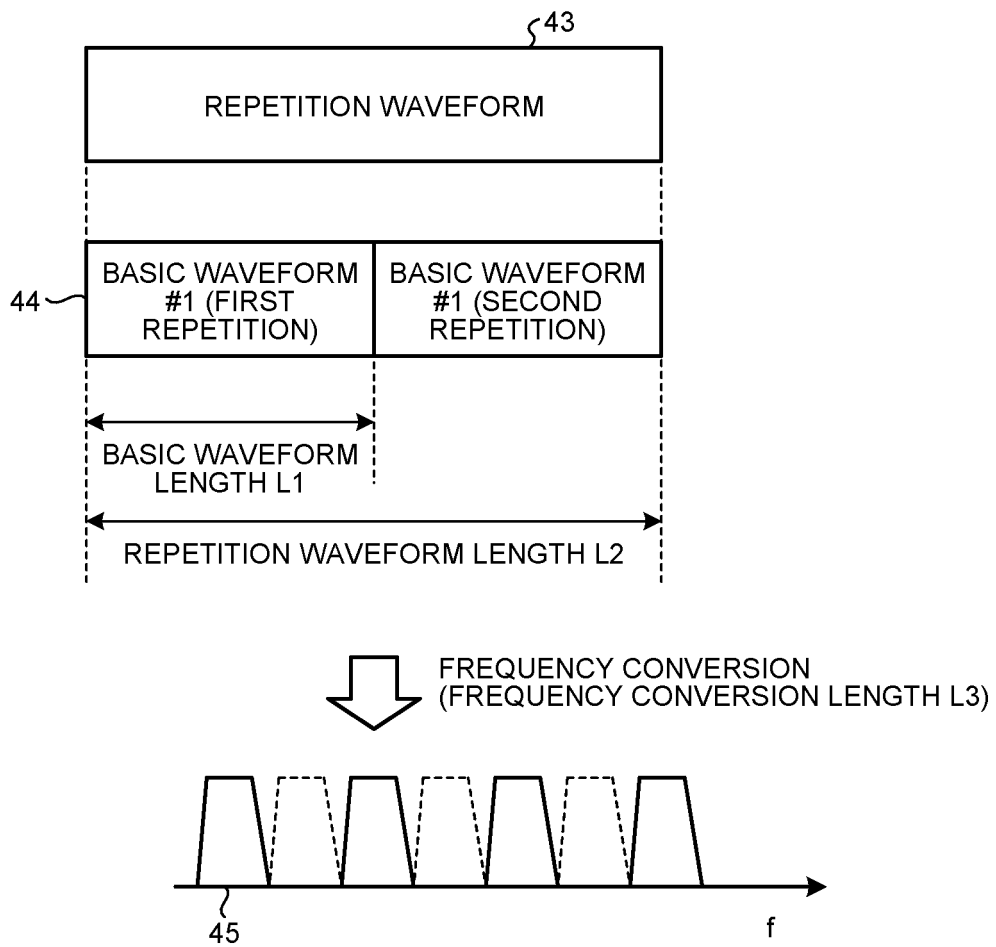 43
REPETITION WAVEFORM
44
BASIC WAVEFORM
#1 (FIRST
REPETITION)
BASIC WAVEFORM
#1 (SECOND
REPETITION)
BASIC WAVEFORM
LENGTH L1
REPETITION WAVEFORM LENGTH L2
FREQUENCY CONVERSION
(FREQUENCY CONVERSION LENGTH L3)
45
f